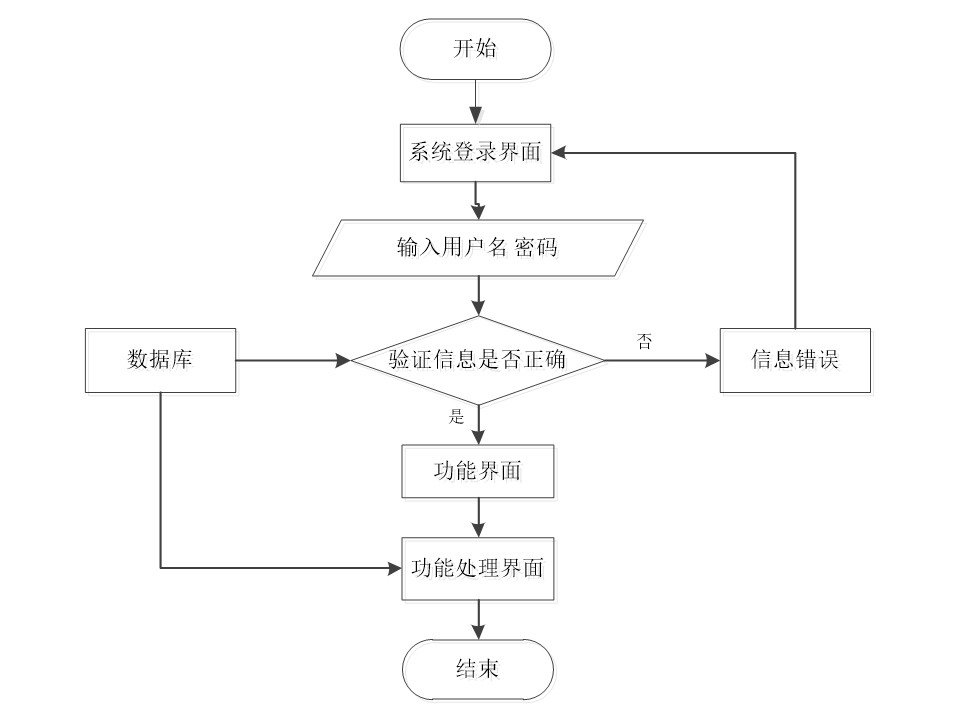 开始
系统登录界面
输入用户名 密码
否
数据库
验证信息是否正确
信息错误
是
功能界面
功能处理界面
结束